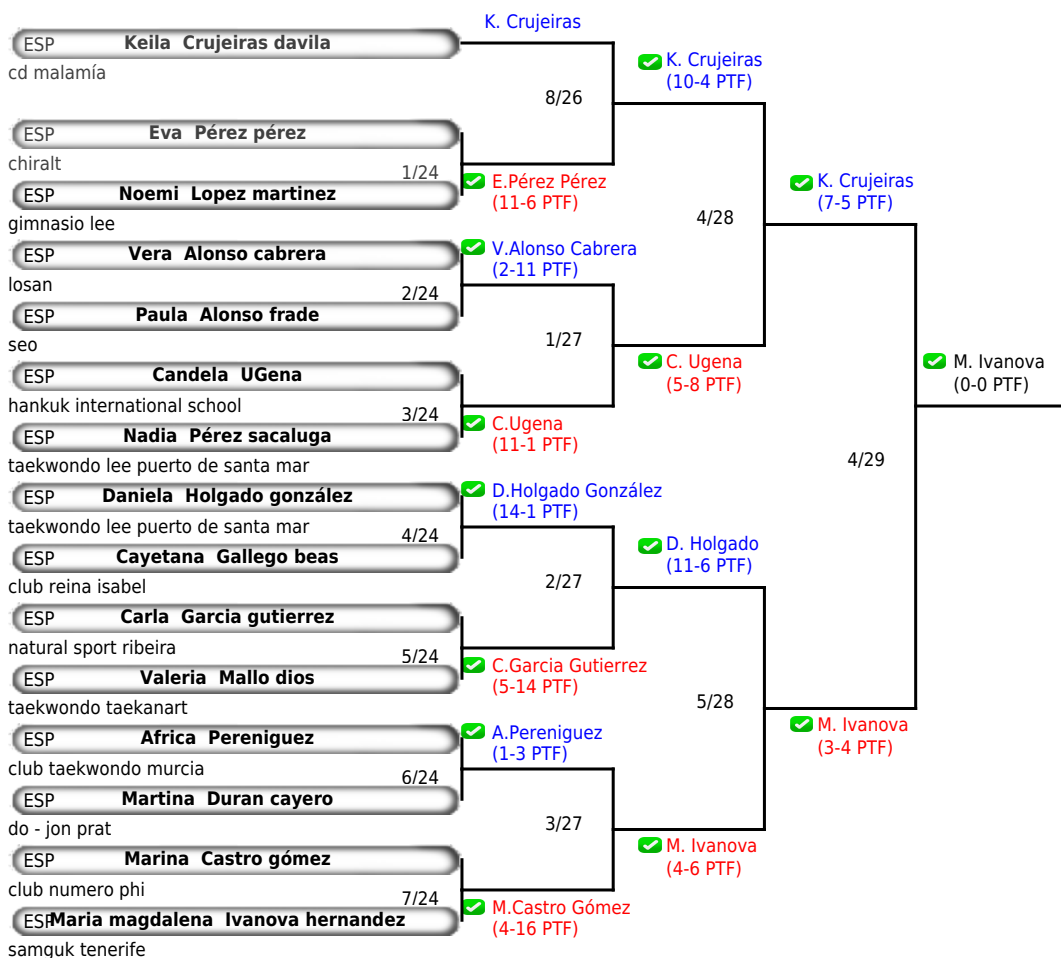 K. Crujeiras
ESP Keila Crujeiras davila
cd malamía
K. Crujeiras
(10-4 PTF)
8/26
ESP Eva Pérez pérez
chiralt
1/24
E.Pérez Pérez
(11-6 PTF)
ESP Noemi Lopez martinez
gimnasio lee
K. Crujeiras
(7-5 PTF)
4/28
ESP Vera Alonso cabrera
losan
V.Alonso Cabrera
(2-11 PTF)
2/24
ESP Paula Alonso frade
seo
1/27
C. Ugena
(5-8 PTF)
ESP Candela UGena
hankuk international school
3/24
C.Ugena
(11-1 PTF)
ESP Nadia Pérez sacaluga
taekwondo lee puerto de santa mar
M. Ivanova
(0-0 PTF)
4/29
ESP Daniela Holgado gonzález
taekwondo lee puerto de santa mar
D.Holgado González
(14-1 PTF)
4/24
ESP Cayetana Gallego beas
club reina isabel
D. Holgado
(11-6 PTF)
2/27
ESP Carla Garcia gutierrez
natural sport ribeira
5/24
C.Garcia Gutierrez
(5-14 PTF)
ESP Valeria Mallo dios
taekwondo taekanart
5/28
M. Ivanova
(3-4 PTF)
ESP Africa Pereniguez
club taekwondo murcia
A.Pereniguez
(1-3 PTF)
6/24
ESP Martina Duran cayero
do - jon prat
3/27
M. Ivanova
(4-6 PTF)
ESP Marina Castro gómez
club numero phi
7/24
M.Castro Gómez
(4-16 PTF)
ESP Maria magdalena Ivanova hernandez
samguk tenerife